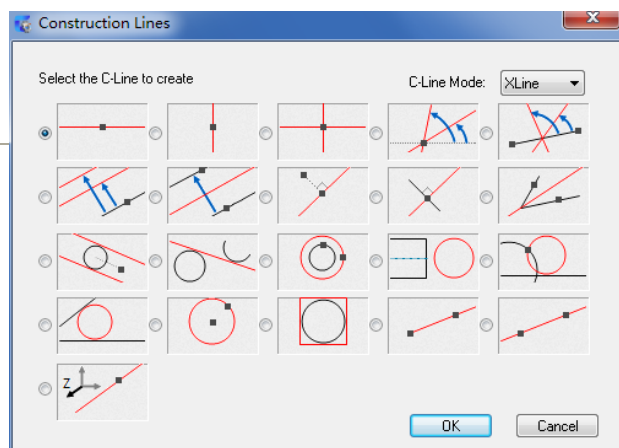 Construction Lines
Select the C-Line to create
C-Line Mode: XLine
Z
OK Cancel